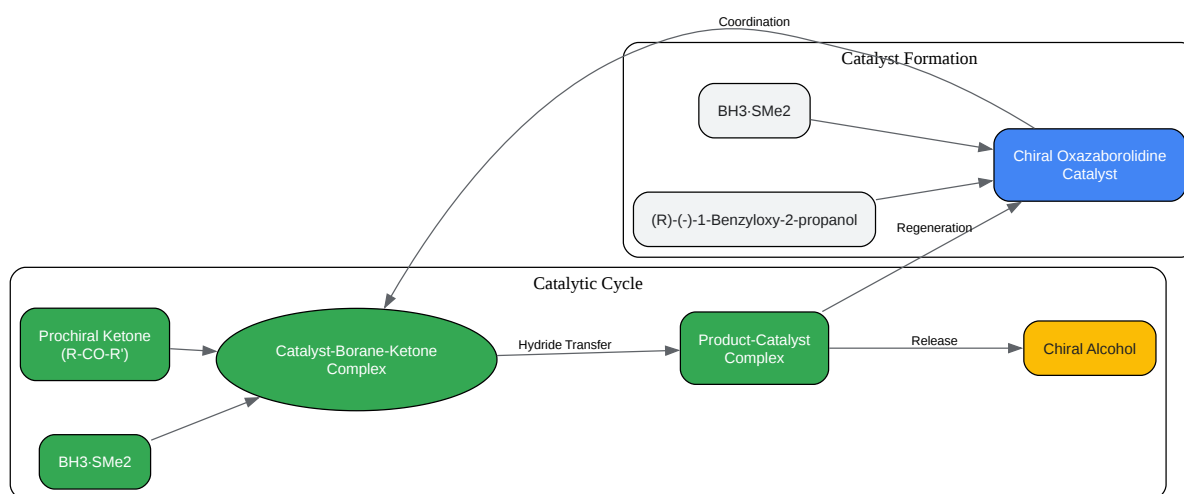 Coordination
Catalyst Formation
BH3·SMe2
Chiral Oxazaborolidine
Catalyst
(R)-(-)-1-Benzyloxy-2-propanol
Regeneration
Catalytic Cycle
Prochiral Ketone
(R-CO-R')
Catalyst-Borane-Ketone
Complex
Hydride Transfer
Product-Catalyst
Complex
Release
Chiral Alcohol
BH3·SMe2